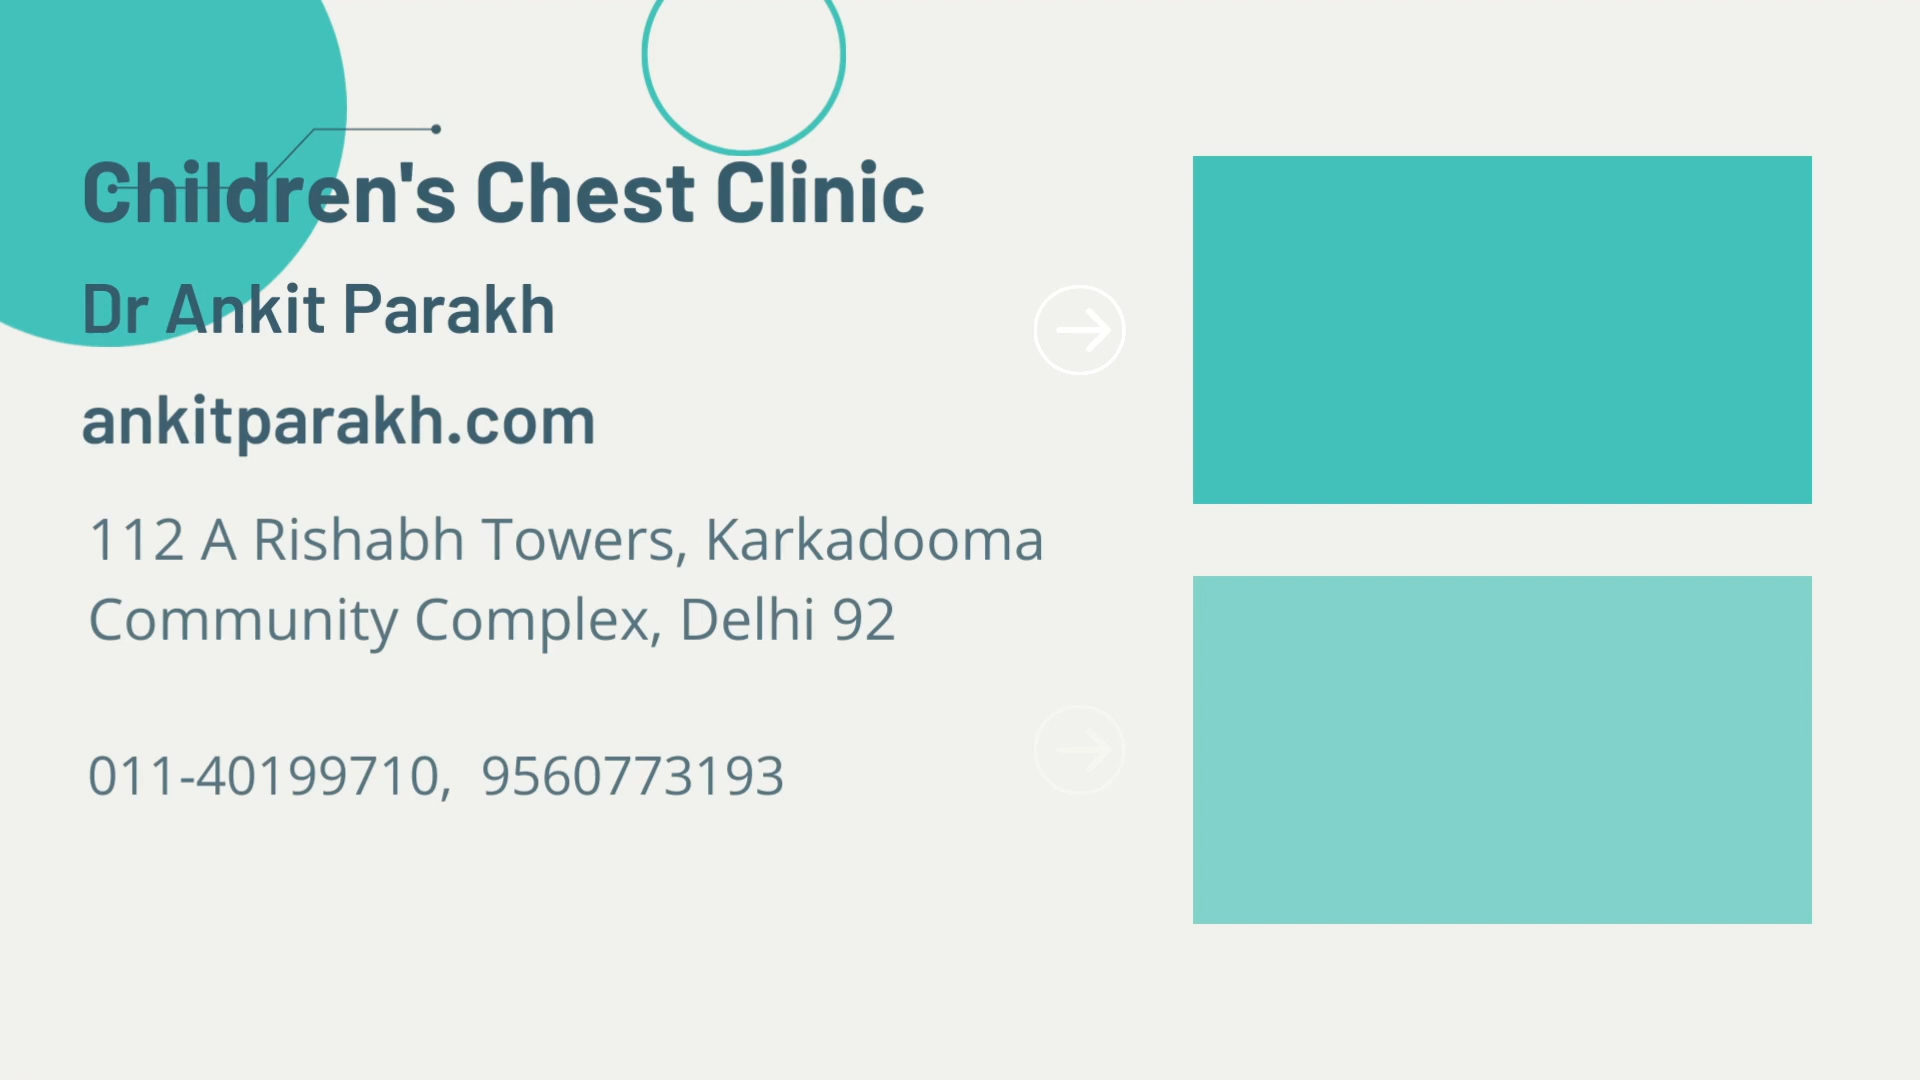 Children's Chest Clinic
Dr Ankit Parakh
ankitparakh.com
112 A Rishabh Towers, Karkadooma
Community Complex, Delhi 92
011-40199710,  9560773193